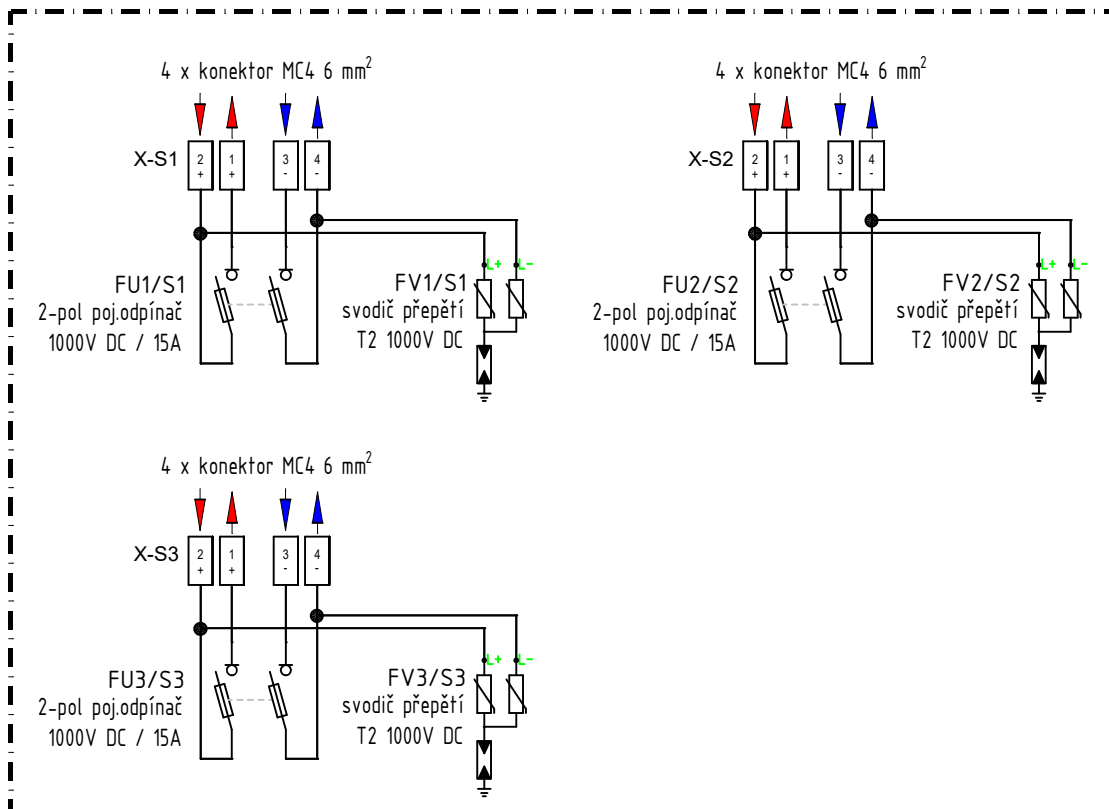 4 x konektor MC4 6 mm²
X-S1
2 + 1 + 3 - 4 -
L+ L-
FU1/S1
2-pol poj.odpínač
1000V DC / 15A
FV1/S1
svodič přepětí
T2 1000V DC
4 x konektor MC4 6 mm²
X-S2
2 + 1 + 3 - 4 -
L+ L-
FU2/S2
2-pol poj.odpínač
1000V DC / 15A
FV2/S2
svodič přepětí
T2 1000V DC
4 x konektor MC4 6 mm²
X-S3
2 + 1 + 3 - 4 -
L+ L-
FU3/S3
2-pol poj.odpínač
1000V DC / 15A
FV3/S3
svodič přepětí
T2 1000V DC